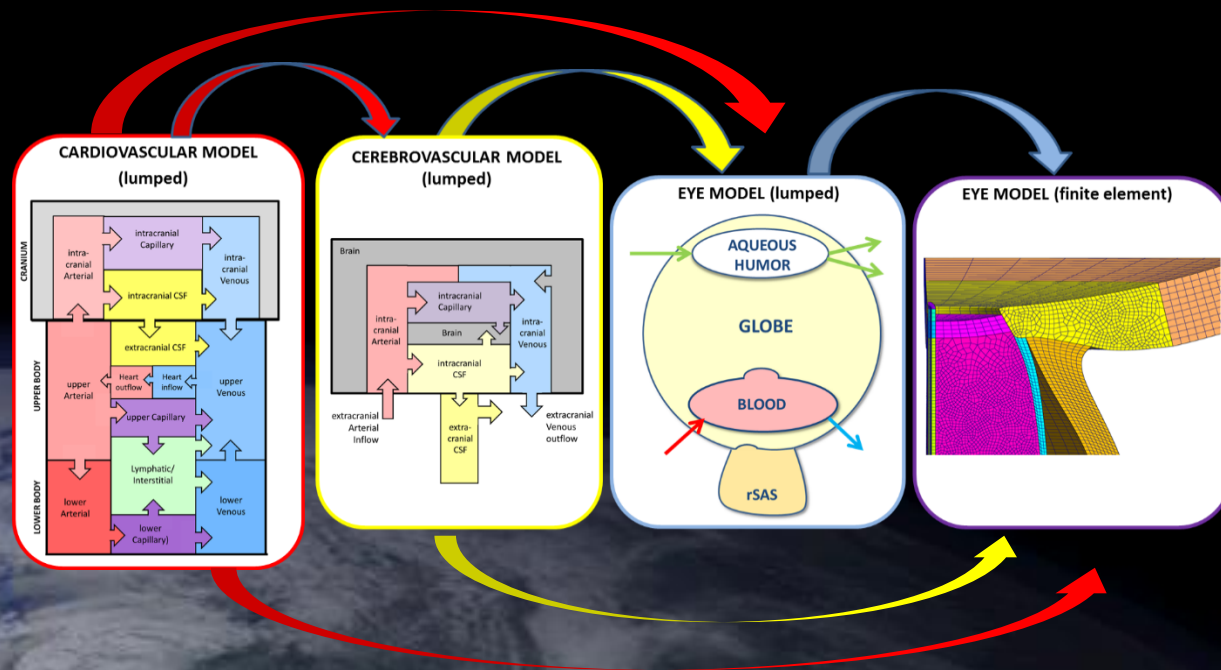 CARDIOVASCULAR MODEL
(lumped)
CRANIUM
UPPER BODY
LOWER BODY
intra-
cranial
Arterial
intracranial
Capillary
intra-
cranial
Venous
intracranial CSF
extracranial CSF
upper
Arterial
Heart
outflow
Heart
inflow
upper
Venous
upper Capillary
Lymphatic/
Interstitial
lower
Arterial
lower
Capillary)
lower
Venous
CEREBROVASCULAR MODEL
(lumped)
Brain
intra-
cranial
Arterial
intracranial
Capillary
Brain
intracranial
CSF
intra-
cranial
Venous
extracranial
Arterial
Inflow
extra-
cranial
CSF
extracranial
Venous
outflow
EYE MODEL (lumped)
AQUEOUS
HUMOR
GLOBE
BLOOD
rSAS
EYE MODEL (finite element)